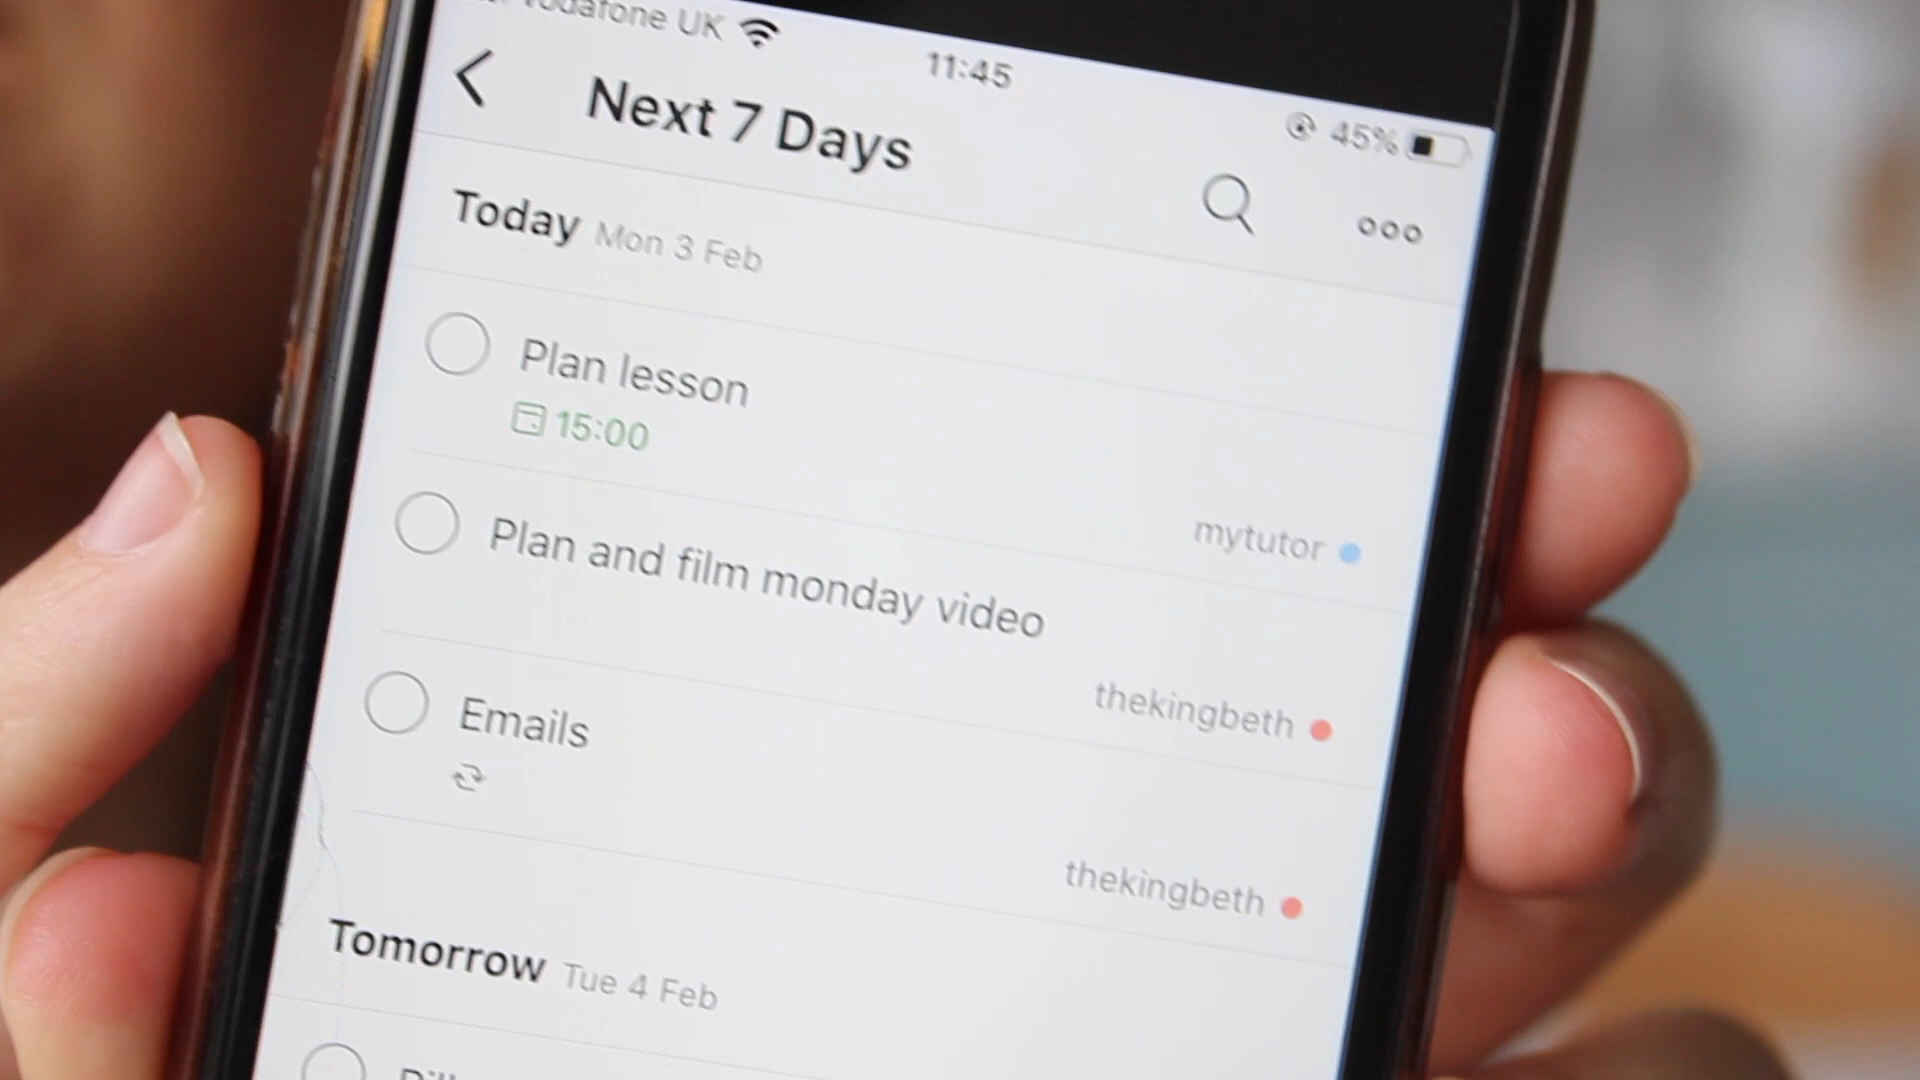 Vodafone UK
11:45
45%
Next 7 Days
Today Mon 3 Feb
Plan lesson
15:00
mytutor
Plan and film monday video
thekingbeth
Emails
thekingbeth
Tomorrow Tue 4 Feb